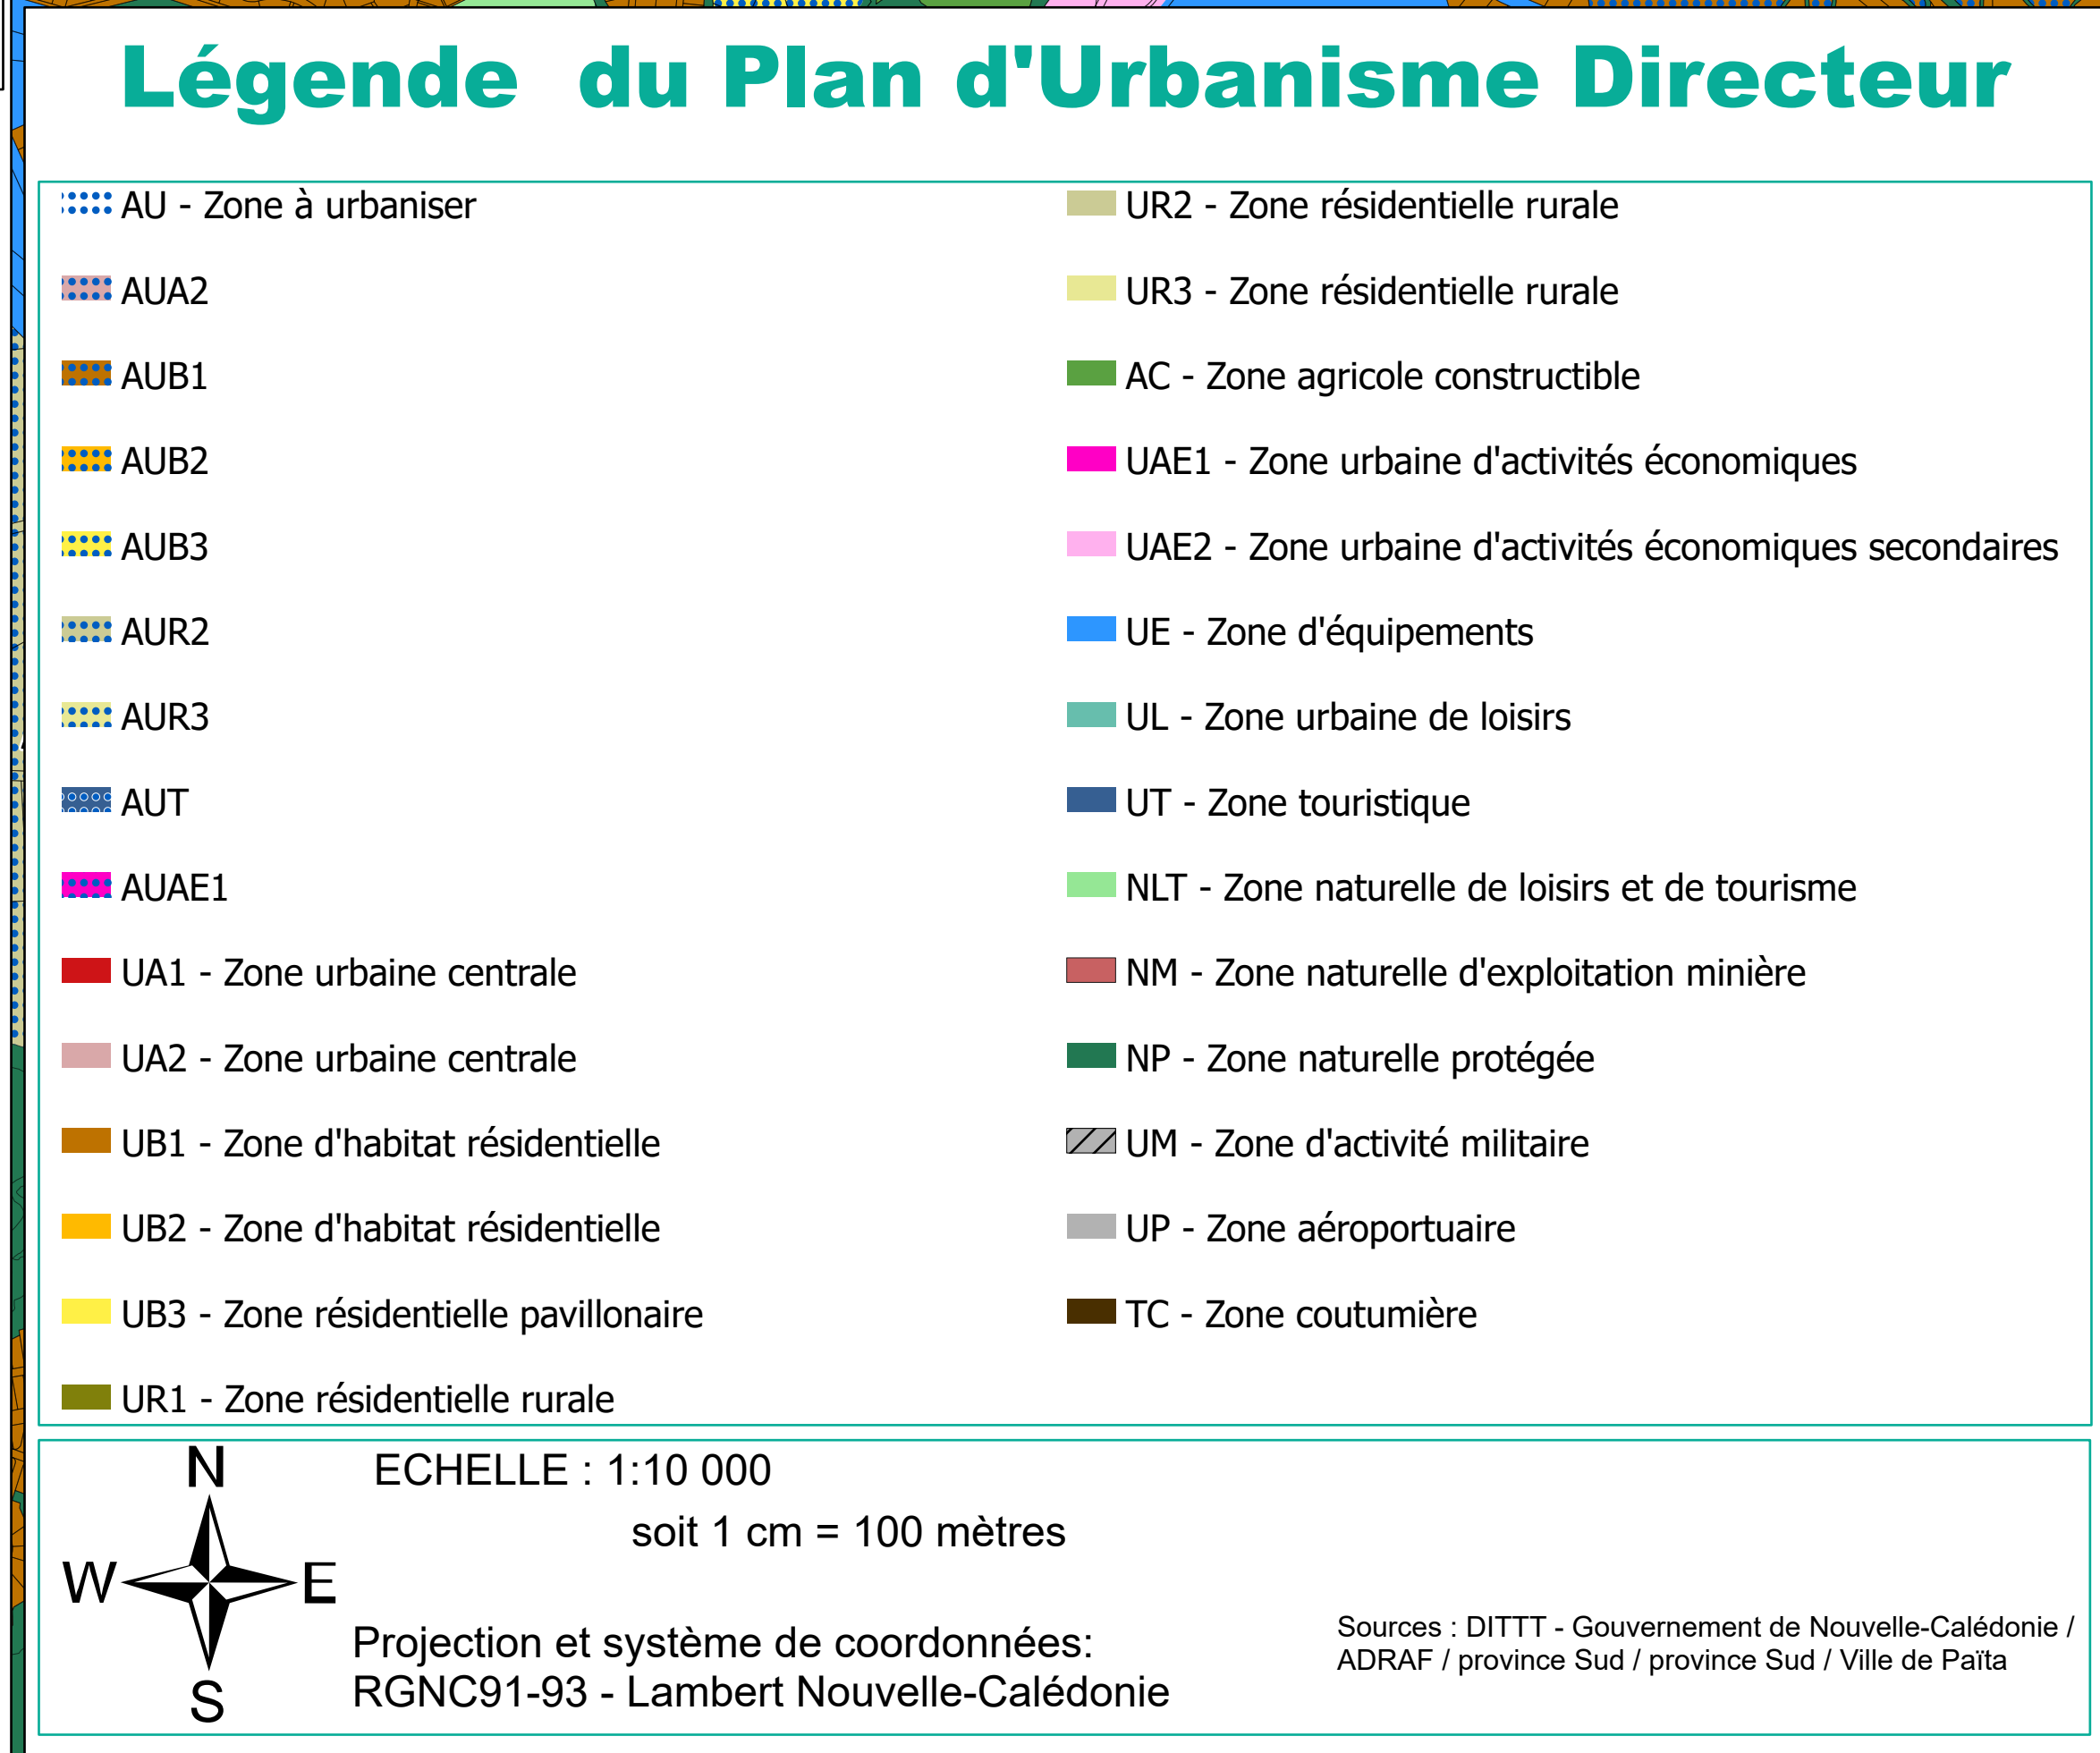 Légende du Plan d'Urbanisme Directeur
AU - Zone à urbaniser
AUA2
AUB1
AUB2
AUB3
AUR2
AUR3
AUT
AUAE1
UA1 - Zone urbaine centrale
UA2 - Zone urbaine centrale
UB1 - Zone d'habitat résidentielle
UB2 - Zone d'habitat résidentielle
UB3 - Zone résidentielle pavillonaire
UR1 - Zone résidentielle rurale
UR2 - Zone résidentielle rurale
UR3 - Zone résidentielle rurale
AC - Zone agricole constructible
UAE1 - Zone urbaine d'activités économiques
UAE2 - Zone urbaine d'activités économiques secondaires
UE - Zone d'équipements
UL - Zone urbaine de loisirs
UT - Zone touristique
NLT - Zone naturelle de loisirs et de tourisme
NM - Zone naturelle d'exploitation minière
NP - Zone naturelle protégée
UM - Zone d'activité militaire
UP - Zone aéroportuaire
TC - Zone coutumière
N
W E
S
ECHELLE : 1:10 000
soit 1 cm = 100 mètres
Projection et système de coordonnées:
RGNC91-93 - Lambert Nouvelle-Calédonie
Sources : DITTT - Gouvernement de Nouvelle-Calédonie /
ADRAF / province Sud / province Sud / Ville de Païta